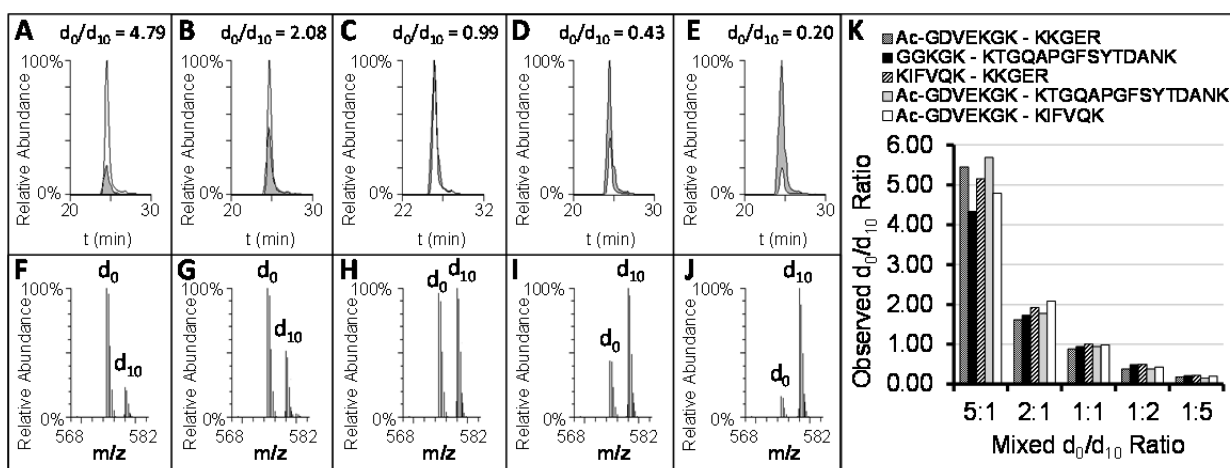 A d0/d10 = 4.79
Relative Abundance
100%
0%
20 30
t (min)
B d0/d10 = 2.08
Relative Abundance
100%
0%
20 30
t (min)
C d0/d10 = 0.99
Relative Abundance
100%
0%
22 32
t (min)
D d0/d10 = 0.43
Relative Abundance
100%
0%
20 30
t (min)
E d0/d10 = 0.20
Relative Abundance
100%
0%
20 30
t (min)
F
Relative Abundance
100%
0%
d0
d10
568 582
m/z
G
Relative Abundance
100%
0%
d0
d10
568 582
m/z
H
Relative Abundance
100%
0%
d0
d10
568 582
m/z
I
Relative Abundance
100%
0%
d0
d10
568 582
m/z
J
Relative Abundance
100%
0%
d0
d10
568 582
m/z
K
Ac-GDVEKGK - KKGER
GGKGK - KTGQAPGFSYTDANK
KIFVQK - KKGER
Ac-GDVEKGK - KTGQAPGFSYTDANK
Ac-GDVEKGK - KIFVQK
Observed d0/d10 Ratio
6.00
5.00
4.00
3.00
2.00
1.00
0.00
5:1 2:1 1:1 1:2 1:5
Mixed d0/d10 Ratio